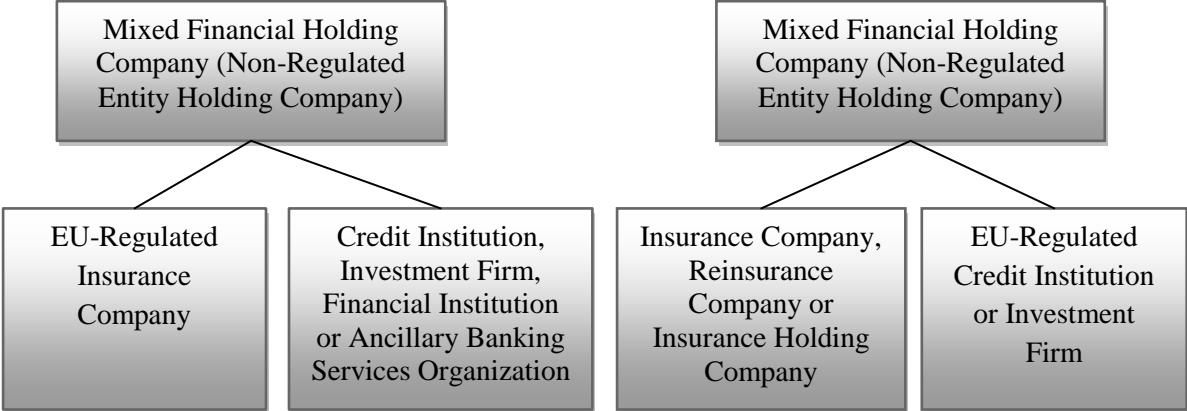 Mixed Financial Holding
Company (Non-Regulated
Entity Holding Company)
Mixed Financial Holding
Company (Non-Regulated
Entity Holding Company)
EU-Regulated
Insurance
Company
Credit Institution,
Investment Firm,
Financial Institution
or Ancillary Banking
Services Organization
Insurance Company,
Reinsurance
Company or
Insurance Holding
Company
EU-Regulated
Credit Institution
or Investment
Firm